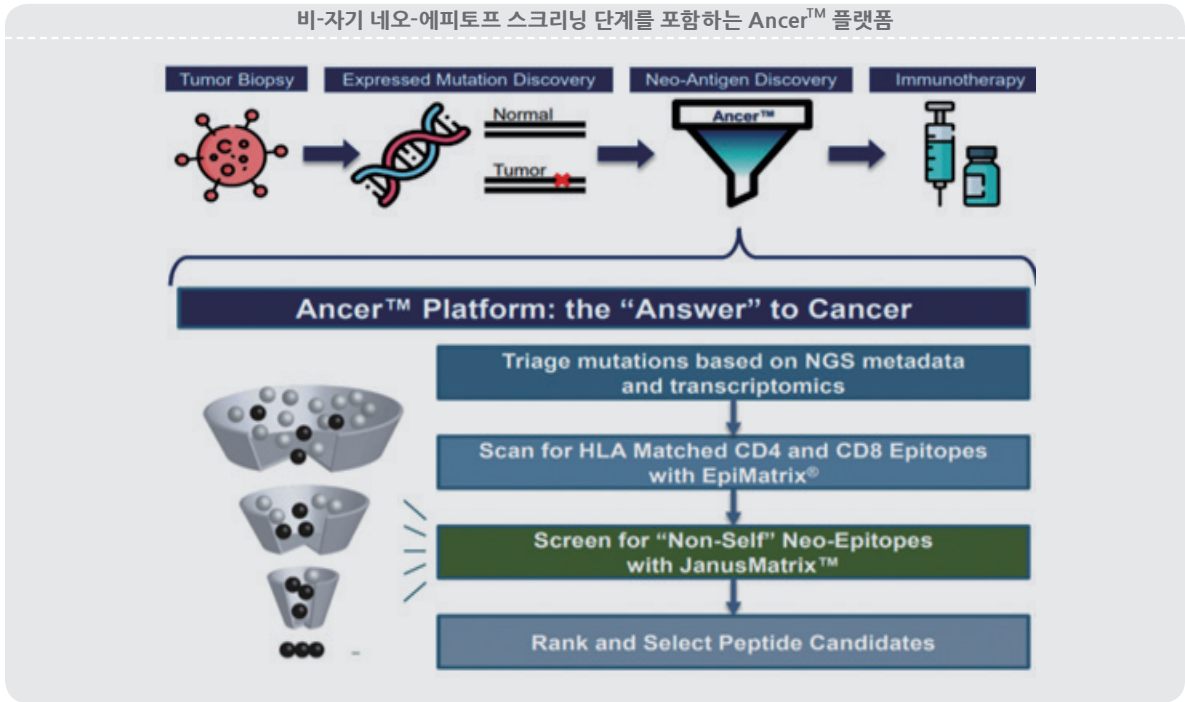 비-자기 네오-에피토프 스크리닝 단계를 포함하는 Ancer™ 플랫폼
Tumor Biopsy
Expressed Mutation Discovery
Neo-Antigen Discovery
Immunotherapy
Normal
Tumor
Ancer™
Ancer™ Platform: the “Answer” to Cancer
Triage mutations based on NGS metadata
and transcriptomics
Scan for HLA Matched CD4 and CD8 Epitopes
with EpiMatrix®
Screen for “Non-Self” Neo-Epitopes
with JanusMatrix™
Rank and Select Peptide Candidates